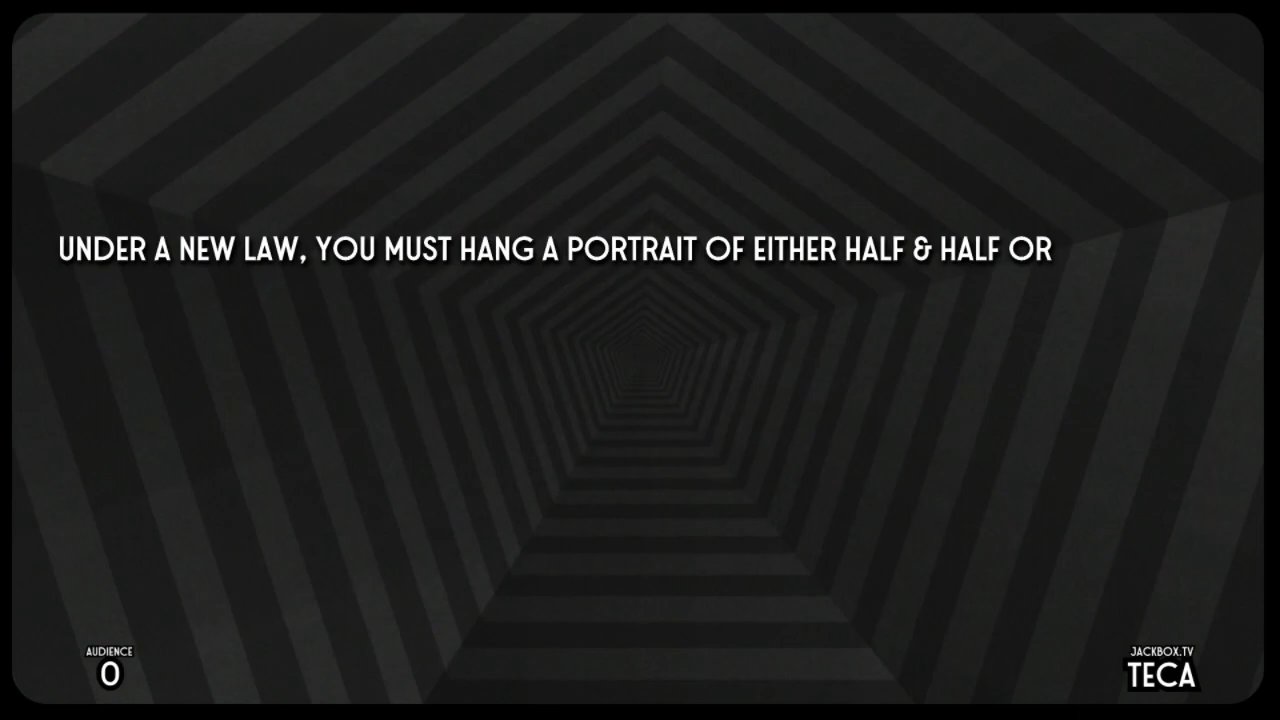 UNDER A NEW LAW, YOU MUST HANG A PORTRAIT OF EITHER HALF & HALF OR
AUDIENCE
0
JACKBOX.TV
TECA